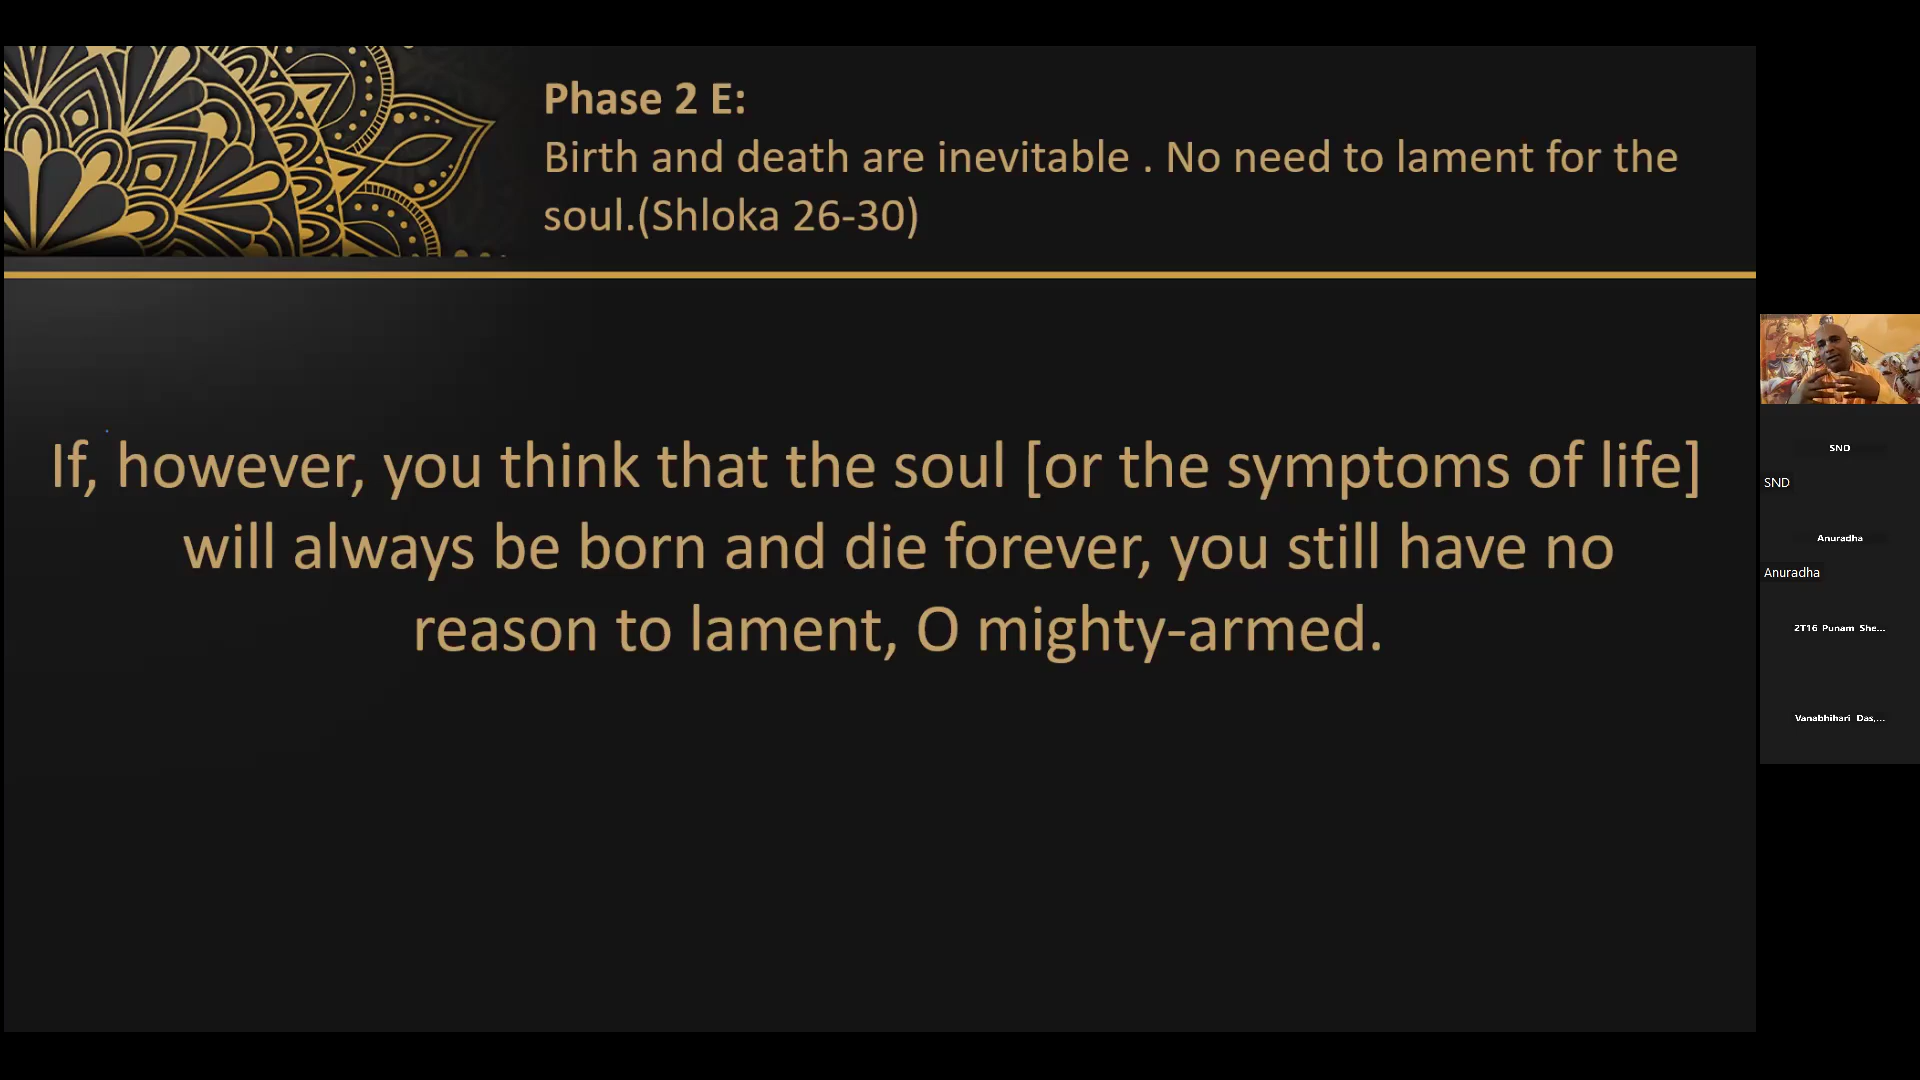 Phase 2 E:
Birth and death are inevitable . No need to lament for the
soul.(Shloka 26-30)
If, however, you think that the soul [or the symptoms of life]
will always be born and die forever, you still have no
reason to lament, O mighty-armed.
SND
SND
Anuradha
Anuradha
2T16 Punam She...
Vanabhihari Das,...